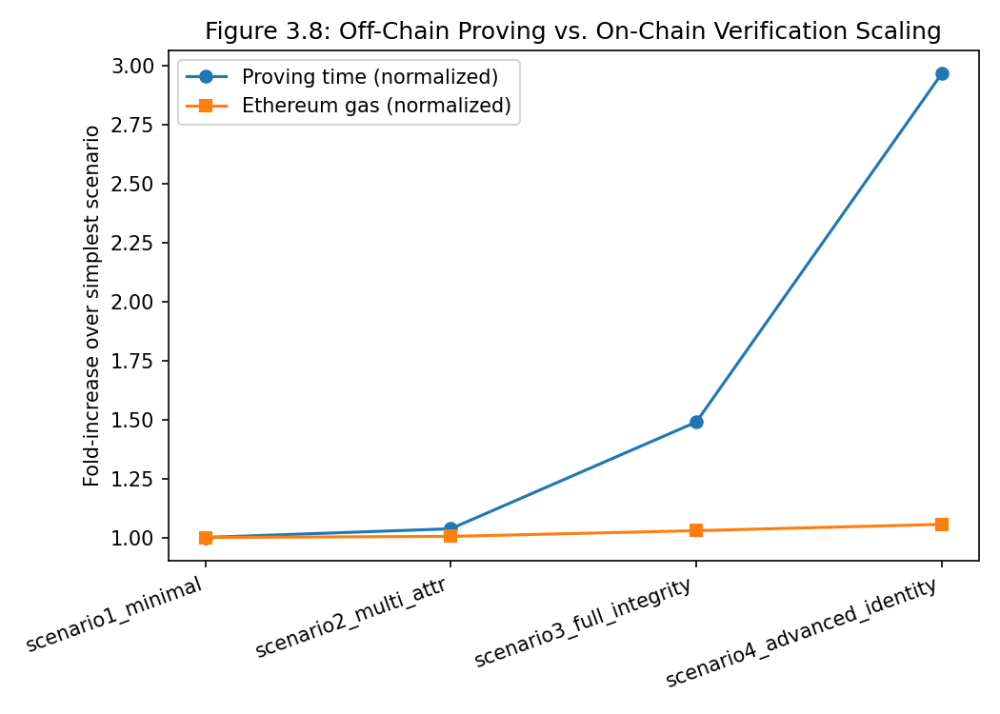 Figure 3.8: Off-Chain Proving vs. On-Chain Verification Scaling
Proving time (normalized)
Ethereum gas (normalized)
Fold-increase over simplest scenario
3.00
2.75
2.50
2.25
2.00
1.75
1.50
1.25
1.00
scenario1_minimal
scenario2_multi_attr
scenario3_full_integrity
scenario4_advanced_identity